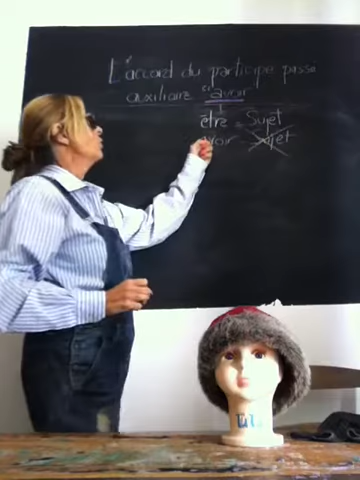 L'accord du participe passé
auxiliaire "avoir"
être = Sujet
avoir Sujet